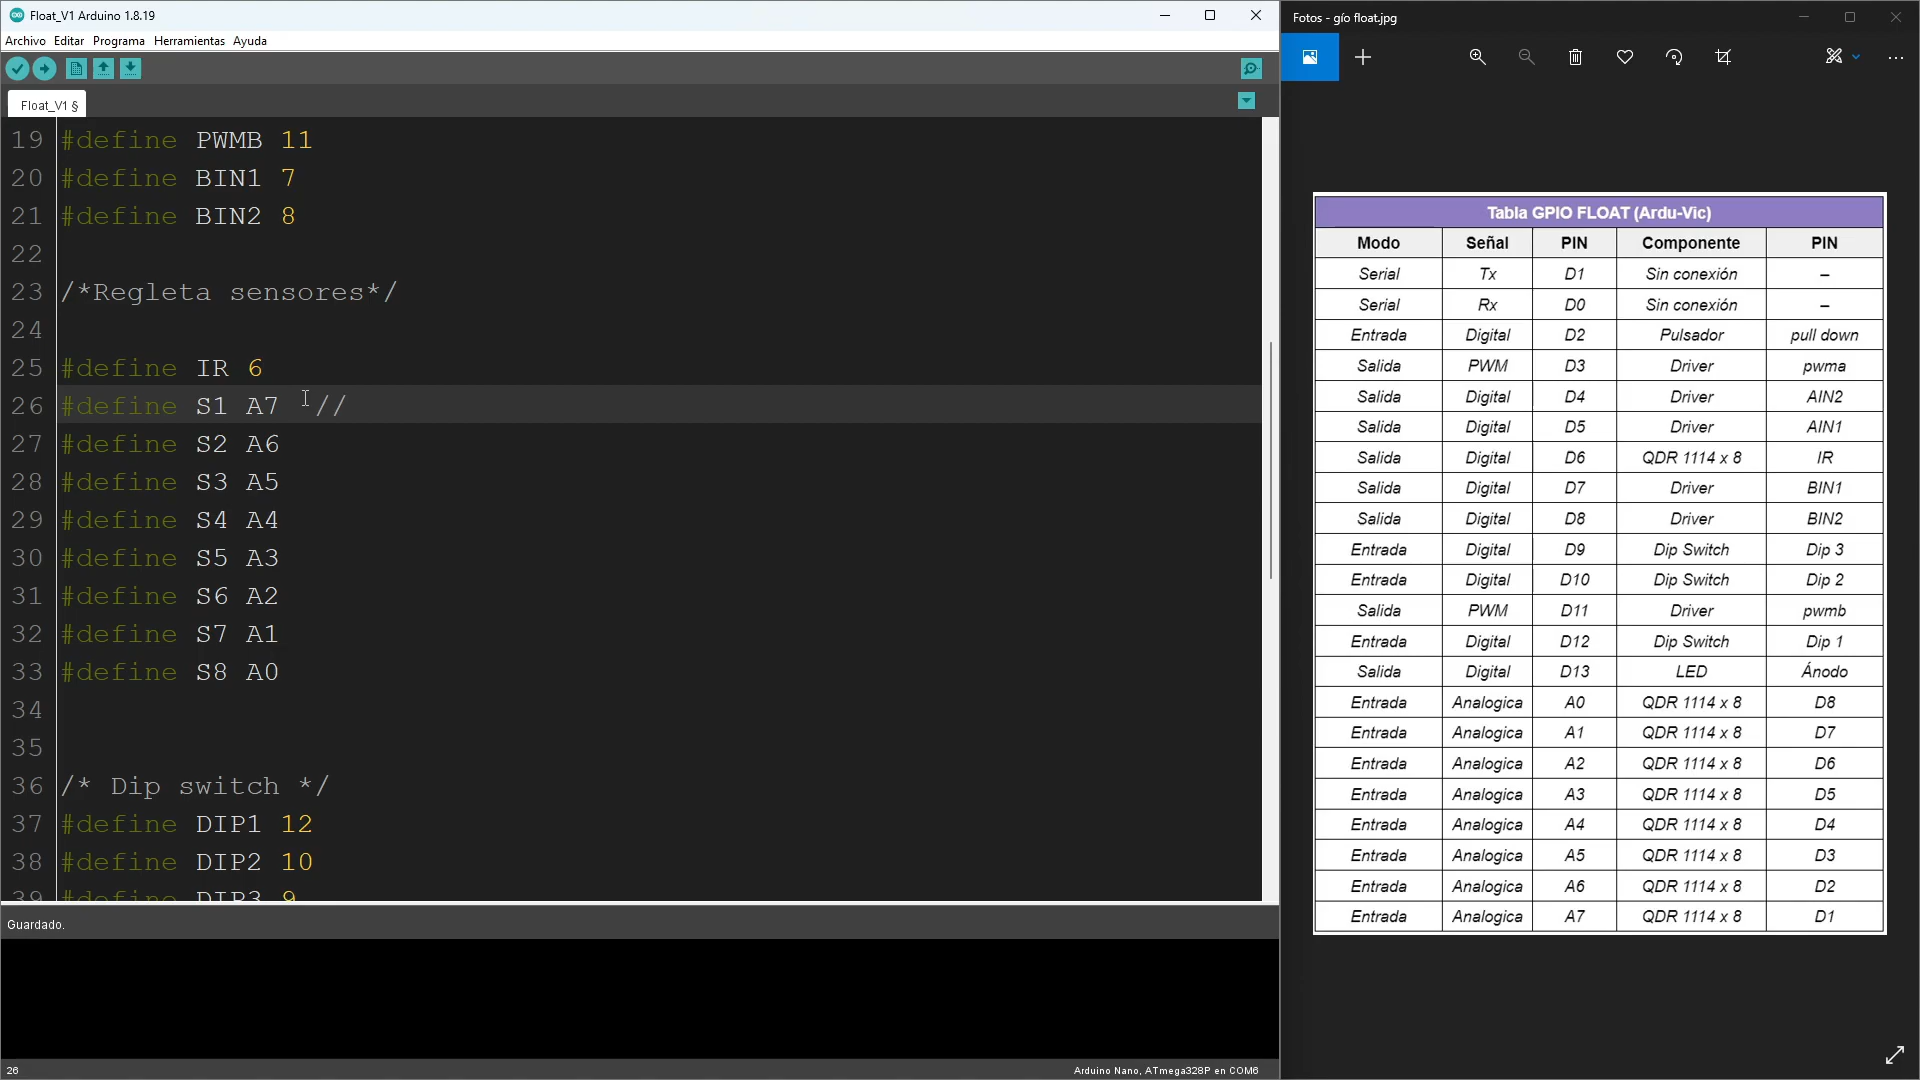 Float_V1 Arduino 1.8.19
Archivo Editar Programa Herramientas Ayuda
Float_V1 §
19 #define PWMB 11
20 #define BIN1 7
21 #define BIN2 8
22
23 /*Regleta sensores*/
24
25 #define IR 6
26 #define S1 A7 //
27 #define S2 A6
28 #define S3 A5
29 #define S4 A4
30 #define S5 A3
31 #define S6 A2
32 #define S7 A1
33 #define S8 A0
34
35
36 /* Dip switch */
37 #define DIP1 12
38 #define DIP2 10
39 #define DIP3 9
Guardado.
26
Arduino Nano, ATmega328P en COM6
Fotos - gío float.jpg
Tabla GPIO FLOAT (Ardu-Vic)
Modo Señal PIN Componente PIN
Serial Tx D1 Sin conexión –
Serial Rx D0 Sin conexión –
Entrada Digital D2 Pulsador pull down
Salida PWM D3 Driver pwma
Salida Digital D4 Driver AIN2
Salida Digital D5 Driver AIN1
Salida Digital D6 QDR 1114 x 8 IR
Salida Digital D7 Driver BIN1
Salida Digital D8 Driver BIN2
Entrada Digital D9 Dip Switch Dip 3
Entrada Digital D10 Dip Switch Dip 2
Salida PWM D11 Driver pwmb
Entrada Digital D12 Dip Switch Dip 1
Salida Digital D13 LED Ánodo
Entrada Analogica A0 QDR 1114 x 8 D8
Entrada Analogica A1 QDR 1114 x 8 D7
Entrada Analogica A2 QDR 1114 x 8 D6
Entrada Analogica A3 QDR 1114 x 8 D5
Entrada Analogica A4 QDR 1114 x 8 D4
Entrada Analogica A5 QDR 1114 x 8 D3
Entrada Analogica A6 QDR 1114 x 8 D2
Entrada Analogica A7 QDR 1114 x 8 D1